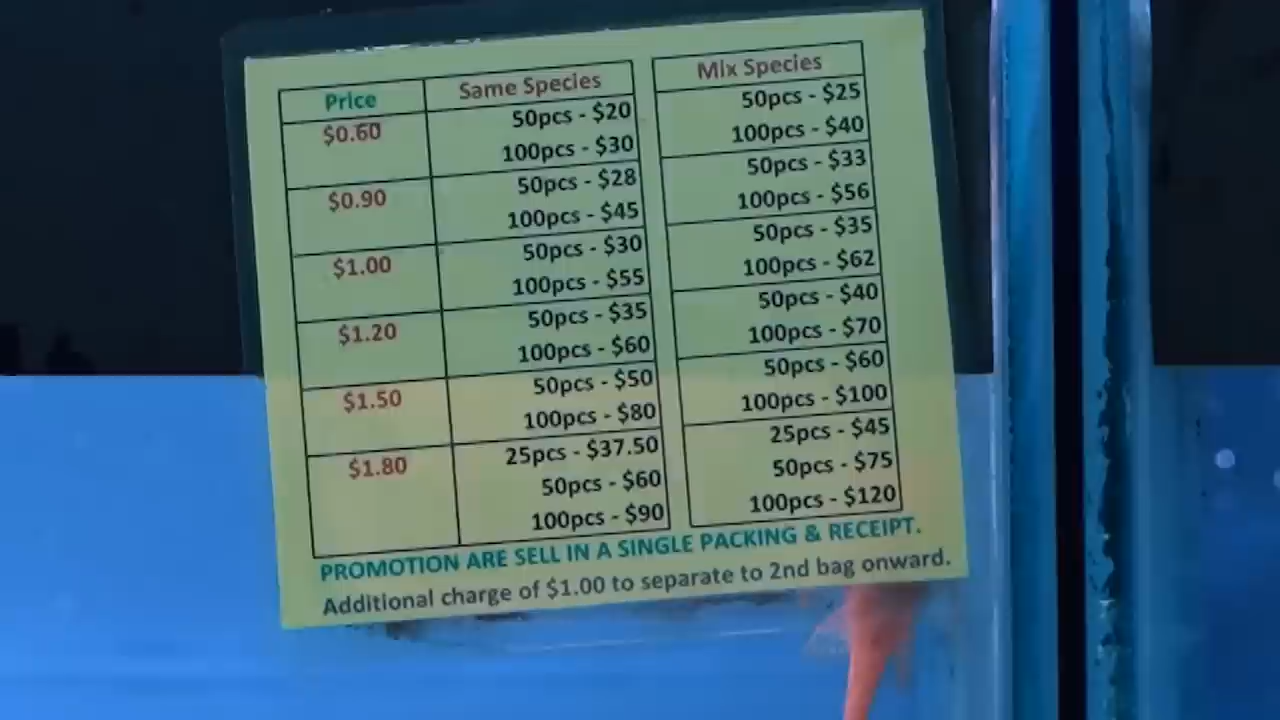 Price Same Species Mix Species
$0.60 50pcs - $20 50pcs - $25
100pcs - $30 100pcs - $40
$0.90 50pcs - $28 50pcs - $33
100pcs - $45 100pcs - $56
$1.00 50pcs - $30 50pcs - $35
100pcs - $55 100pcs - $62
$1.20 50pcs - $35 50pcs - $40
100pcs - $60 100pcs - $70
$1.50 50pcs - $50 50pcs - $60
100pcs - $80 100pcs - $100
$1.80 25pcs - $37.50 25pcs - $45
50pcs - $60 50pcs - $75
100pcs - $90 100pcs - $120
PROMOTION ARE SELL IN A SINGLE PACKING & RECEIPT.
Additional charge of $1.00 to separate to 2nd bag onward.